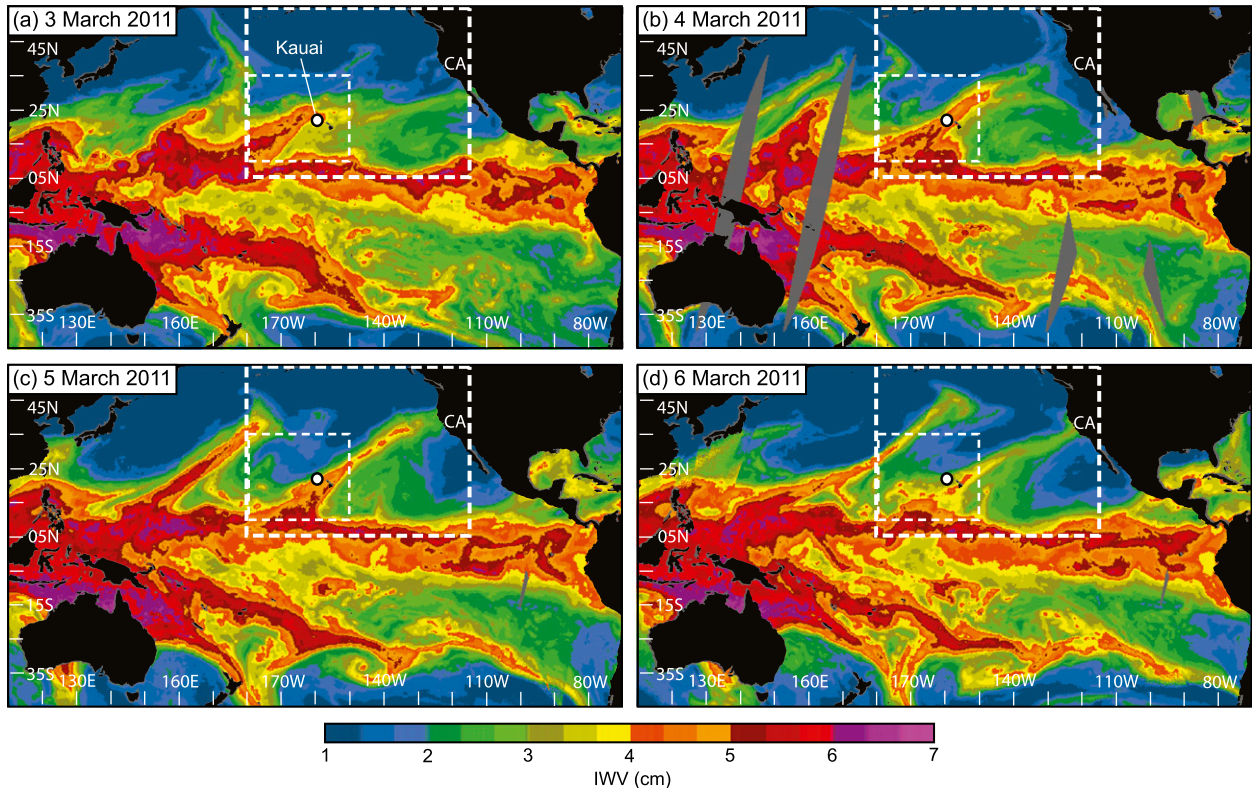 (a) 3 March 2011
Kauai
CA
45N
25N
05N
15S
35S
130E 160E 170W 140W 110W 80W
(b) 4 March 2011
CA
45N
25N
05N
15S
35S
130E 160E 170W 140W 110W 80W
(c) 5 March 2011
CA
45N
25N
05N
15S
35S
130E 160E 170W 140W 110W 80W
(d) 6 March 2011
CA
45N
25N
05N
15S
35S
130E 160E 170W 140W 110W 80W
1 2 3 4 5 6 7
IWV (cm)